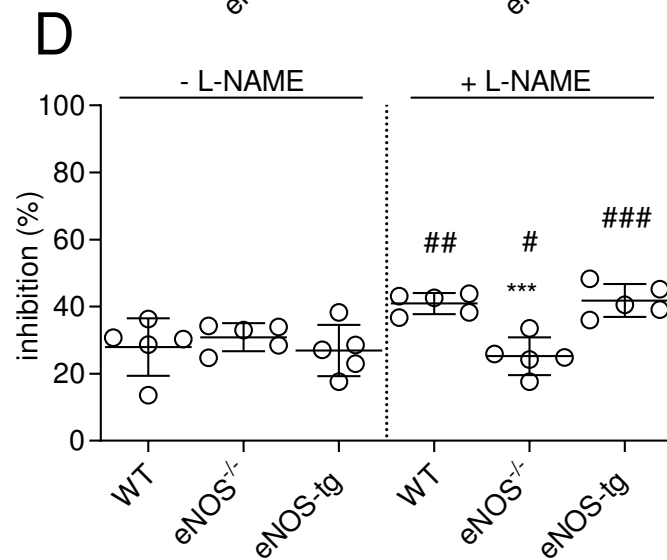 D
- L-NAME + L-NAME
100
80
60
40
20
0
inhibition (%)
## # ###
***
WT eNOS-/- eNOS-tg WT eNOS-/- eNOS-tg